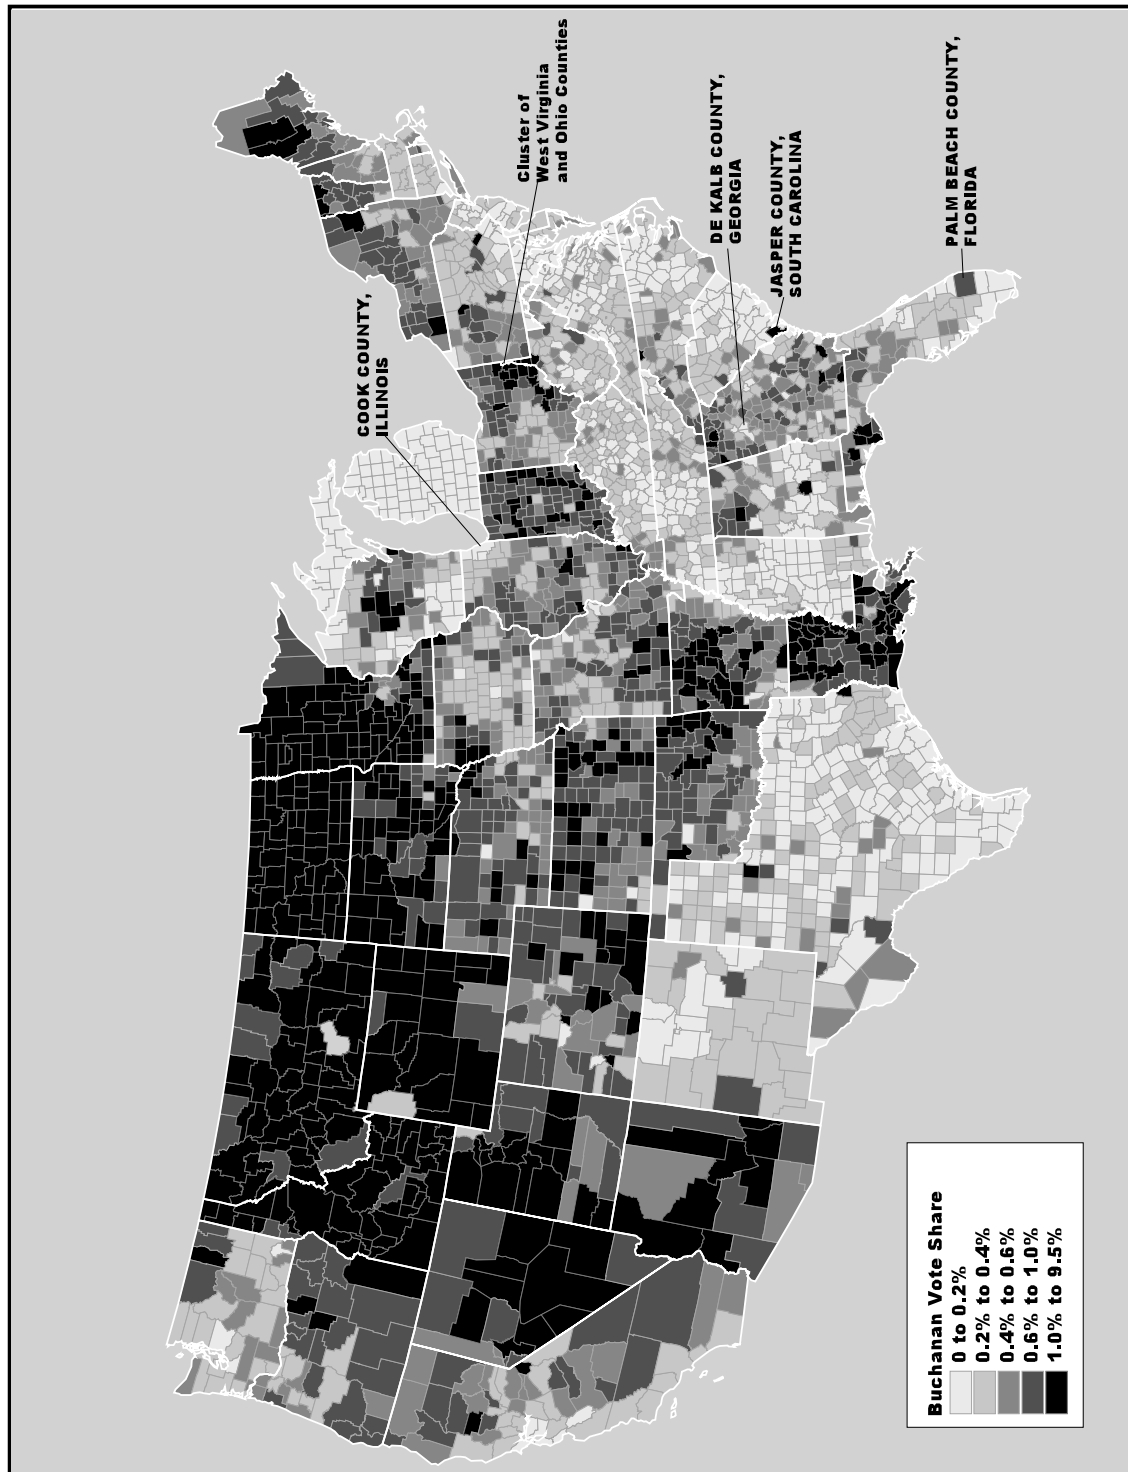 COOK COUNTY,
ILLINOIS
Cluster of
West Virginia
and Ohio Counties
DE KALB COUNTY,
GEORGIA
JASPER COUNTY,
SOUTH CAROLINA
PALM BEACH COUNTY,
FLORIDA
Buchanan Vote Share
0 to 0.2%
0.2% to 0.4%
0.4% to 0.6%
0.6% to 1.0%
1.0% to 9.5%